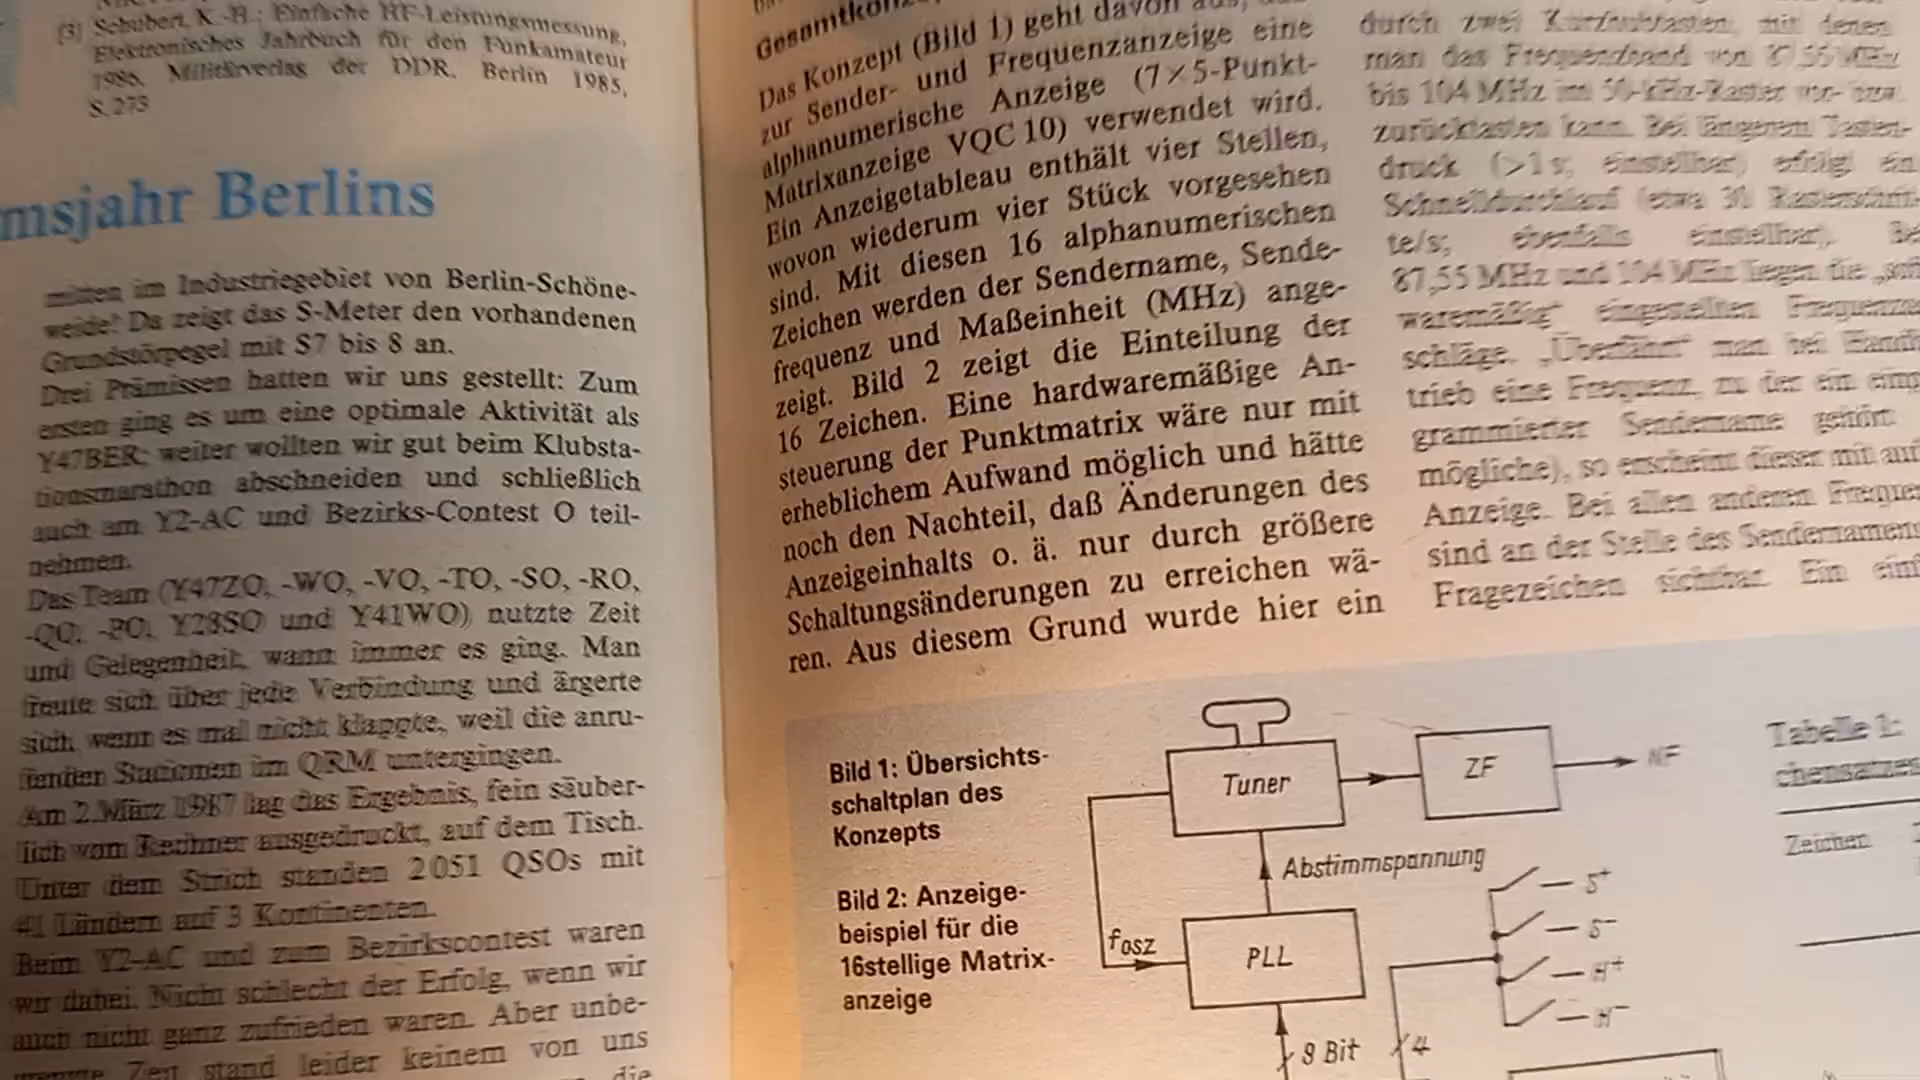 [3] Schubert, K.-H.: Einfache HF-Leistungsmessung,
Elektronisches Jahrbuch für den Funkamateur
1986, Militärverlag der DDR, Berlin 1985,
S. 273
msjahr Berlins
mitten im Industriegebiet von Berlin-Schöne-
weide! Da zeigt das S-Meter den vorhandenen
Grundstörpegel mit S7 bis 8 an.
Drei Prämissen hatten wir uns gestellt: Zum
ersten ging es um eine optimale Aktivität als
Y47BER; weiter wollten wir gut beim Klubsta-
tionsmarathon abschneiden und schließlich
auch am Y2-AC und Bezirks-Contest O teil-
nehmen.
Das Team (Y47ZO, -WO, -VO, -TO, -SO, -RO,
-QO, -PO, Y28SO und Y41WO) nutzte Zeit
und Gelegenheit, wann immer es ging. Man
freute sich über jede Verbindung und ärgerte
sich, wenn es mal nicht klappte, weil die anru-
fenden Stationen im QRM untergingen.
Am 2. März 1987 lag das Ergebnis, fein säuber-
lich vom Rechner ausgedruckt, auf dem Tisch.
Unter dem Strich standen 2051 QSOs mit
41 Ländern auf 3 Kontinenten.
Beim Y2-AC und zum Bezirkscontest waren
wir dabei. Nicht schlecht der Erfolg, wenn wir
auch nicht ganz zufrieden waren. Aber unbe-
Zeit stand leider keinem von uns
die
Das Konzept (Bild 1) geht davon aus,
zur Sender- und Frequenzanzeige eine
alphanumerische Anzeige (7×5-Punkt-
Matrixanzeige VQC 10) verwendet wird.
Ein Anzeigetableau enthält vier Stellen,
wovon wiederum vier Stück vorgesehen
sind. Mit diesen 16 alphanumerischen
Zeichen werden der Sendername, Sende-
frequenz und Maßeinheit (MHz) ange-
zeigt. Bild 2 zeigt die Einteilung der
16 Zeichen. Eine hardwaremäßige An-
steuerung der Punktmatrix wäre nur mit
erheblichem Aufwand möglich und hätte
noch den Nachteil, daß Änderungen des
Anzeigeinhalts o. ä. nur durch größere
Schaltungsänderungen zu erreichen wä-
ren. Aus diesem Grund wurde hier ein
durch zwei Kurzhubtasten, mit denen
man das Frequenzband von 87,55 MHz
bis 104 MHz im 50-kHz-Raster vor- bzw.
zurücktasten kann. Bei längerem Tasten-
druck (>1 s; einstellbar) erfolgt ein
Schnelldurchlauf (etwa 30 Rasterschrit-
te/s; ebenfalls einstellbar). Bei
87,55 MHz und 104 MHz liegen die „soft
waremäßig“ eingestellten Frequenza
schläge. „Überfährt“ man bei Handb
trieb eine Frequenz, zu der ein eing
grammierter Sendername gehört
mögliche), so erscheint dieser mit auf
Anzeige. Bei allen anderen Frequen
sind an der Stelle des Sendernamens
Fragezeichen sichtbar. Ein einf
Bild 1: Übersichts-
schaltplan des
Konzepts
Bild 2: Anzeige-
beispiel für die
16stellige Matrix-
anzeige
Tuner
ZF
NF
Abstimmspannung
fosz
PLL
9 Bit
4
S+
S-
H+
H-
Tabelle 1:
chensatzes
Zeichen